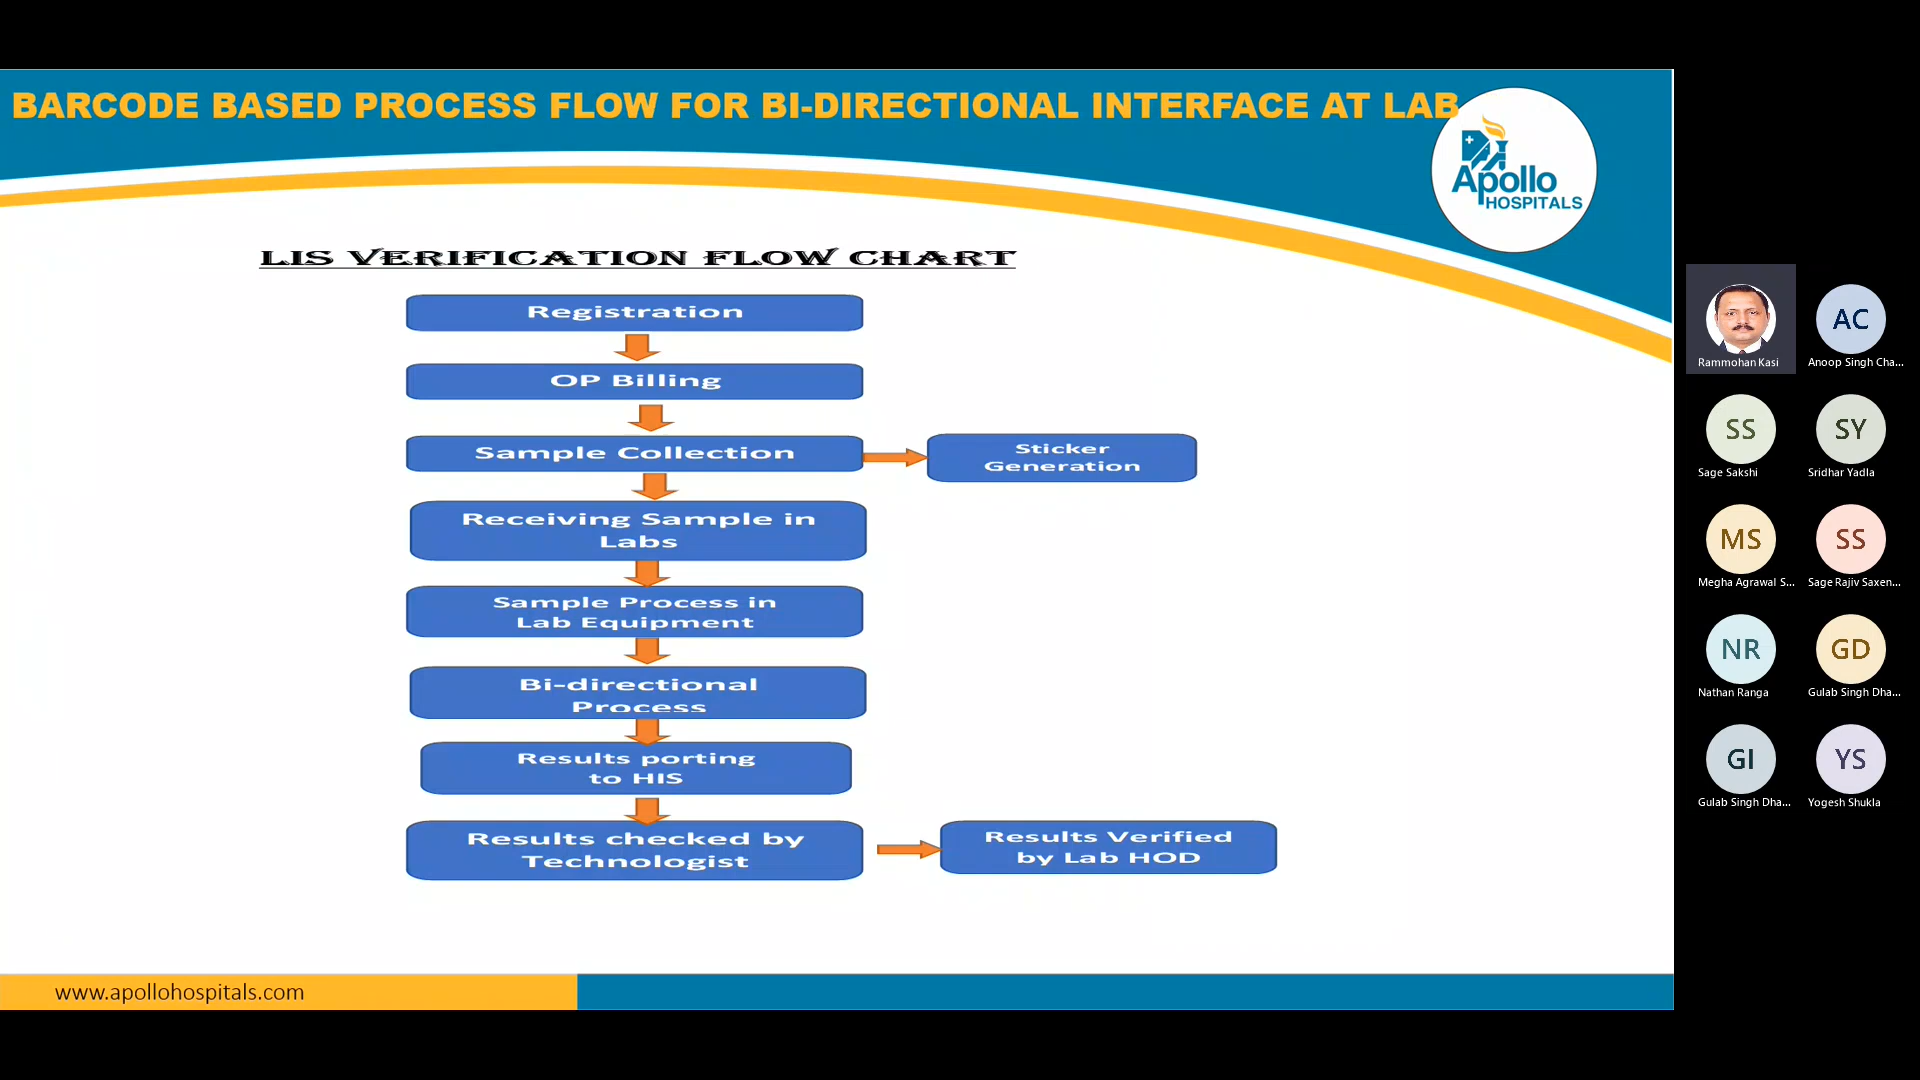 BARCODE BASED PROCESS FLOW FOR BI-DIRECTIONAL INTERFACE AT LAB
Apollo
HOSPITALS
LIS VERIFICATION FLOW CHART
Registration
OP Billing
Sample Collection
Sticker
Generation
Receiving Sample in
Labs
Sample Process in
Lab Equipment
Bi-directional
Process
Results porting
to HIS
Results checked by
Technologist
Results Verified
by Lab HOD
www.apollohospitals.com
Rammohan Kasi
AC
Anoop Singh Cha...
SS
Sage Sakshi
SY
Sridhar Yadla
MS
Megha Agrawal S...
SS
Sage Rajiv Saxen...
NR
Nathan Ranga
GD
Gulab Singh Dha...
GI
Gulab Singh Dha...
YS
Yogesh Shukla